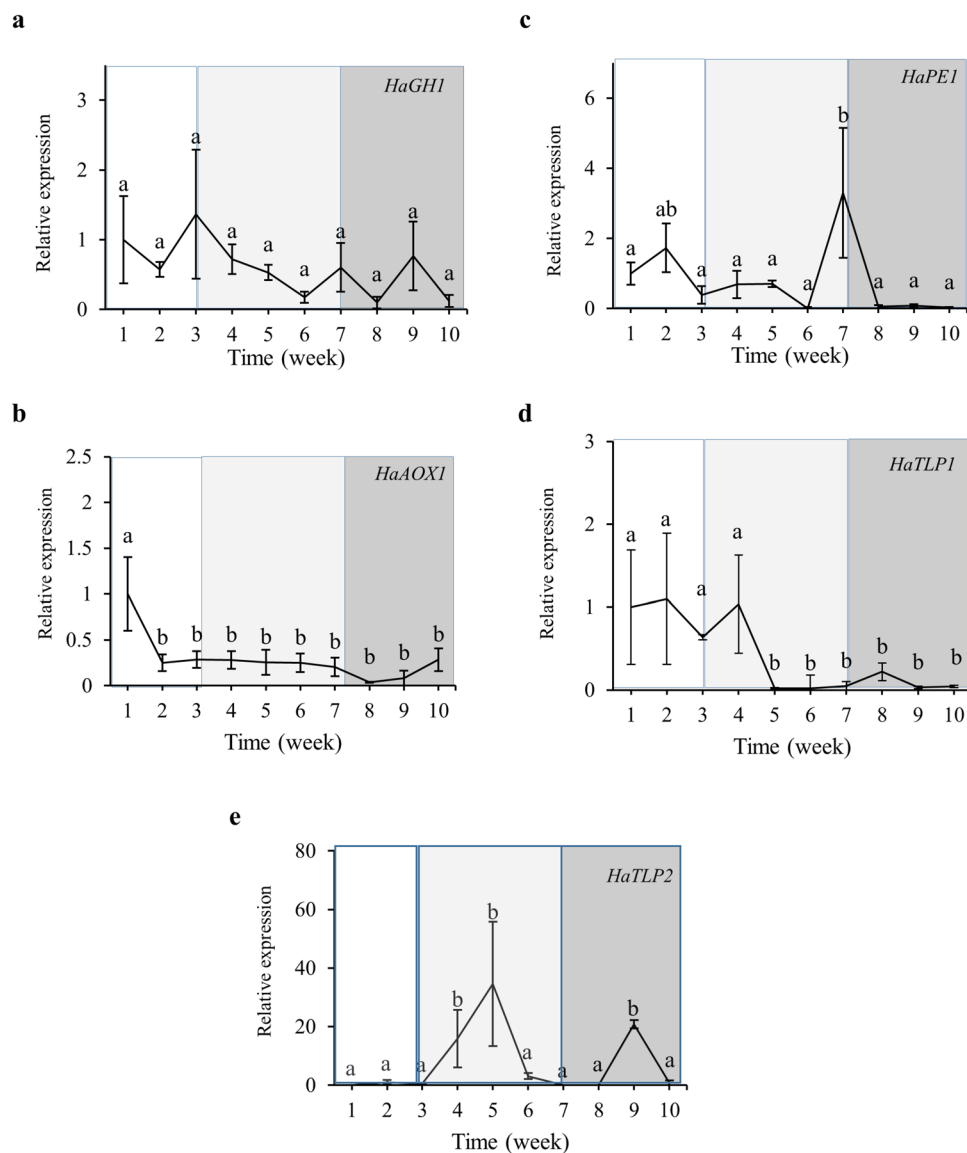 a
HaGH1
3
2
1
0
a
a
a
a
a
a
a
a
a
a
1 2 3 4 5 6 7 8 9 10
Relative expression
Time (week)
c
HaPE1
6
4
2
0
a
ab
a
a
a
a
b
a
a
a
1 2 3 4 5 6 7 8 9 10
Relative expression
Time (week)
b
HaAOX1
2.5
2
1.5
1
0.5
0
a
b
b
b
b
b
b
b
b
b
1 2 3 4 5 6 7 8 9 10
Relative expression
Time (week)
d
HaTLP1
3
2
1
0
a
a
a
a
b
b
b
b
b
b
1 2 3 4 5 6 7 8 9 10
Relative expression
Time (week)
e
HaTLP2
80
60
40
20
0
a
a
a
b
b
a
a
a
b
a
1 2 3 4 5 6 7 8 9 10
Relative expression
Time (week)